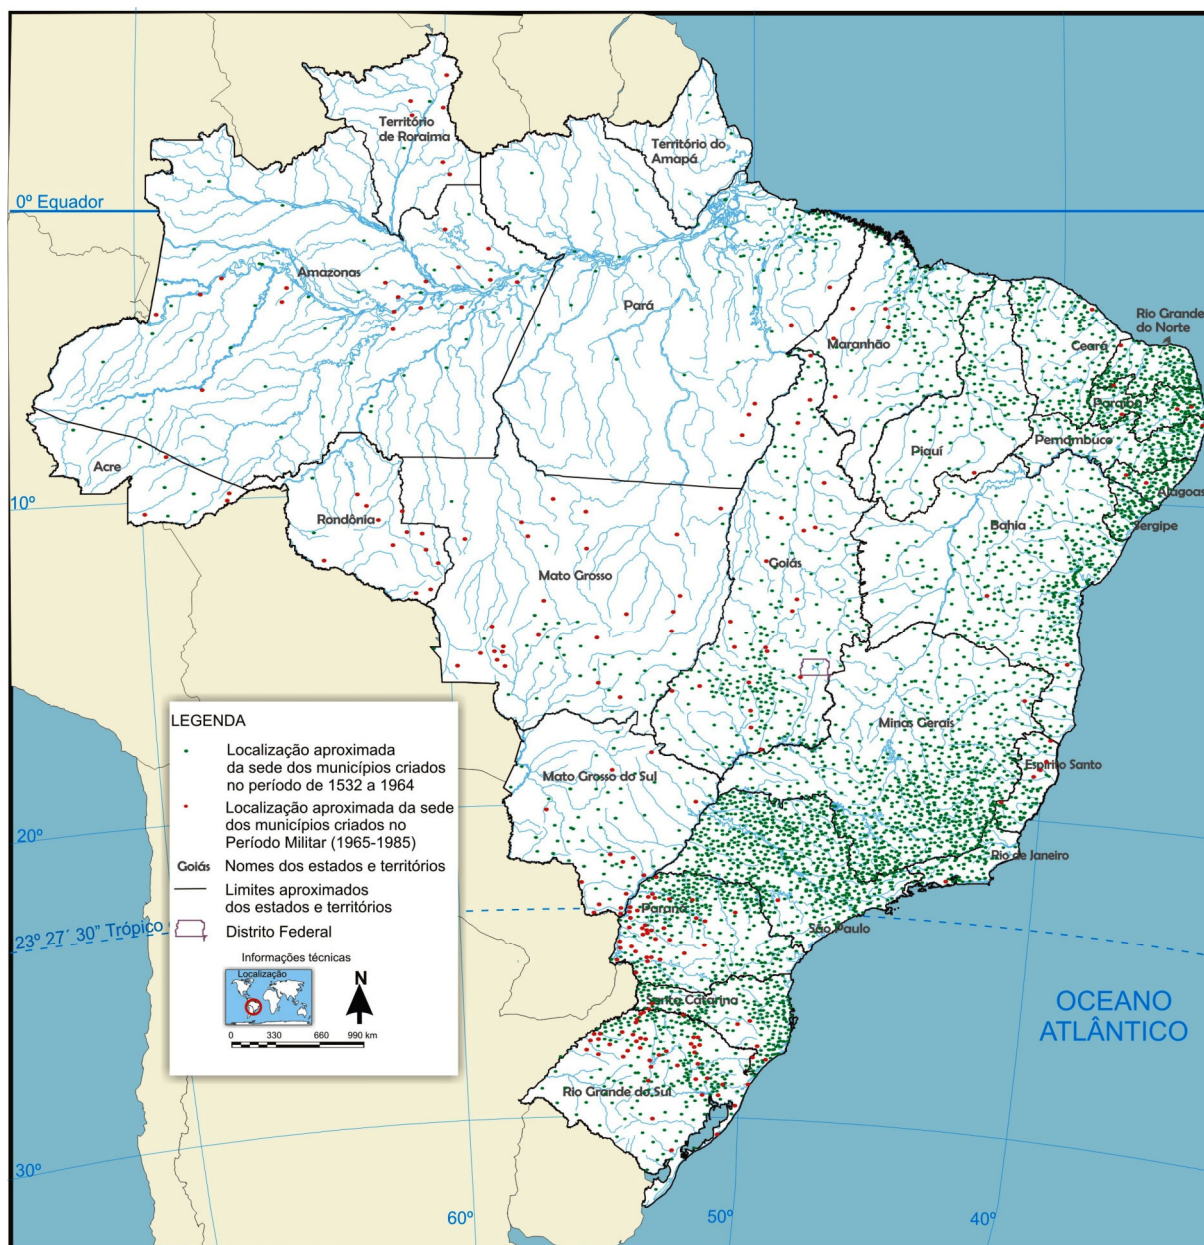 0º Equador
Território
de Roraima
Território do
Amapá
Amazonas
Pará
Maranhão
Ceará
Rio Grande
do Norte
Paraíba
Pernambuco
Piauí
Alagoas
Sergipe
Acre
10º
Rondônia
Mato Grosso
Goiás
Bahia
Minas Gerais
Espírito Santo
Mato Grosso do Sul
Rio de Janeiro
São Paulo
Paraná
Santa Catarina
Rio Grande do Sul
20º
23º 27´ 30” Trópico
30º
60º
50º
40º
OCEANO
ATLÂNTICO
LEGENDA
Localização aproximada
da sede dos municípios criados
no período de 1532 a 1964
Localização aproximada da sede
dos municípios criados no
Período Militar (1965-1985)
Goiás Nomes dos estados e territórios
Limites aproximados
dos estados e territórios
Distrito Federal
Informações técnicas
Localização
N
0 330 660 990 km